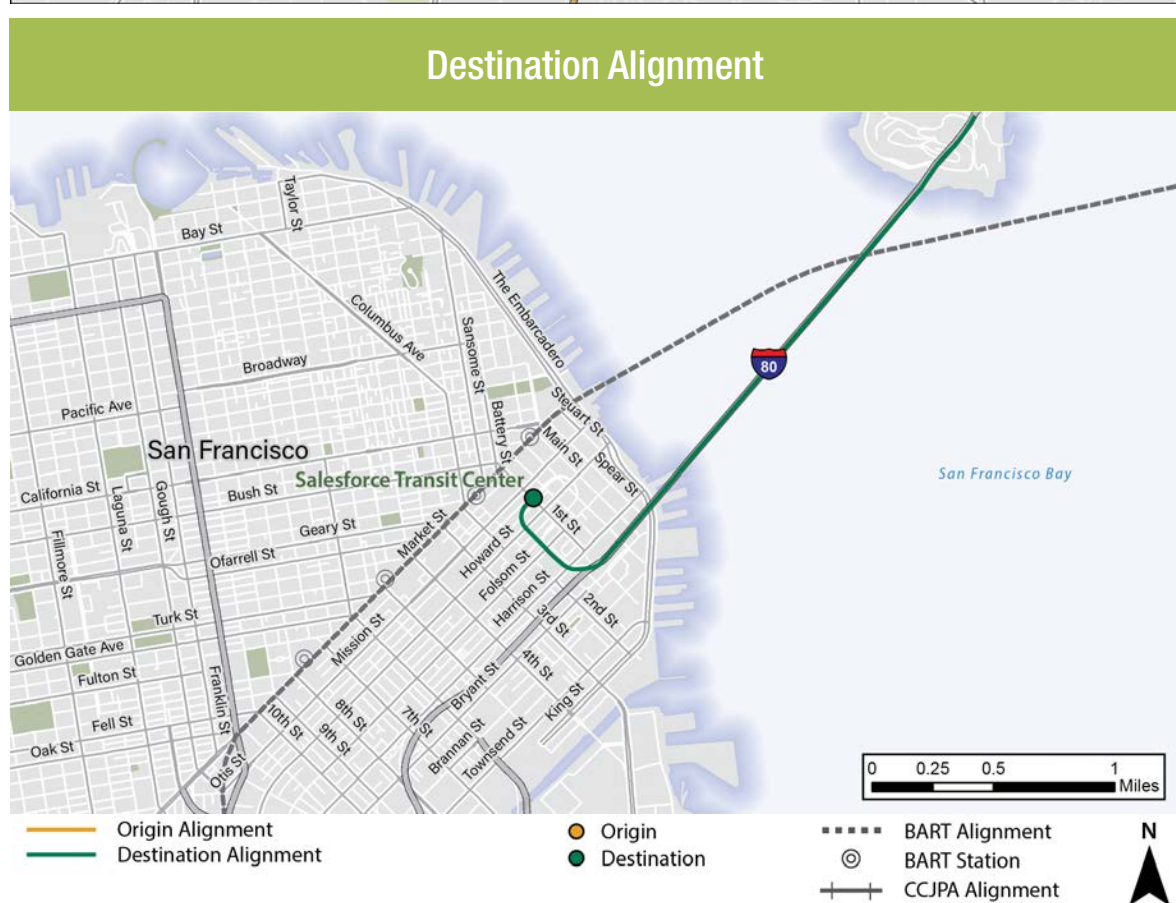 Destination Alignment
Taylor St
Bay St
The Embarcadero
Columbus Ave
Sansome St
Broadway
80
Pacific Ave
Battery St
Steuart St
San Francisco
Main St
Spear St
California St
Laguna St
Gough St
Bush St
Salesforce Transit Center
San Francisco Bay
Geary St
Market St
1st St
Fillmore St
Ofarrell St
Howard St
Folsom St
Harrison St
2nd St
3rd St
Turk St
Mission St
Golden Gate Ave
Fulton St
4th St
Franklin St
Bryant St
King St
Fell St
8th St
7th St
10th St
9th St
Brannan St
Townsend St
Oak St
Otis St
0 0.25 0.5 1
Miles
Origin Alignment
Destination Alignment
Origin
Destination
BART Alignment
BART Station
CCJPA Alignment
N